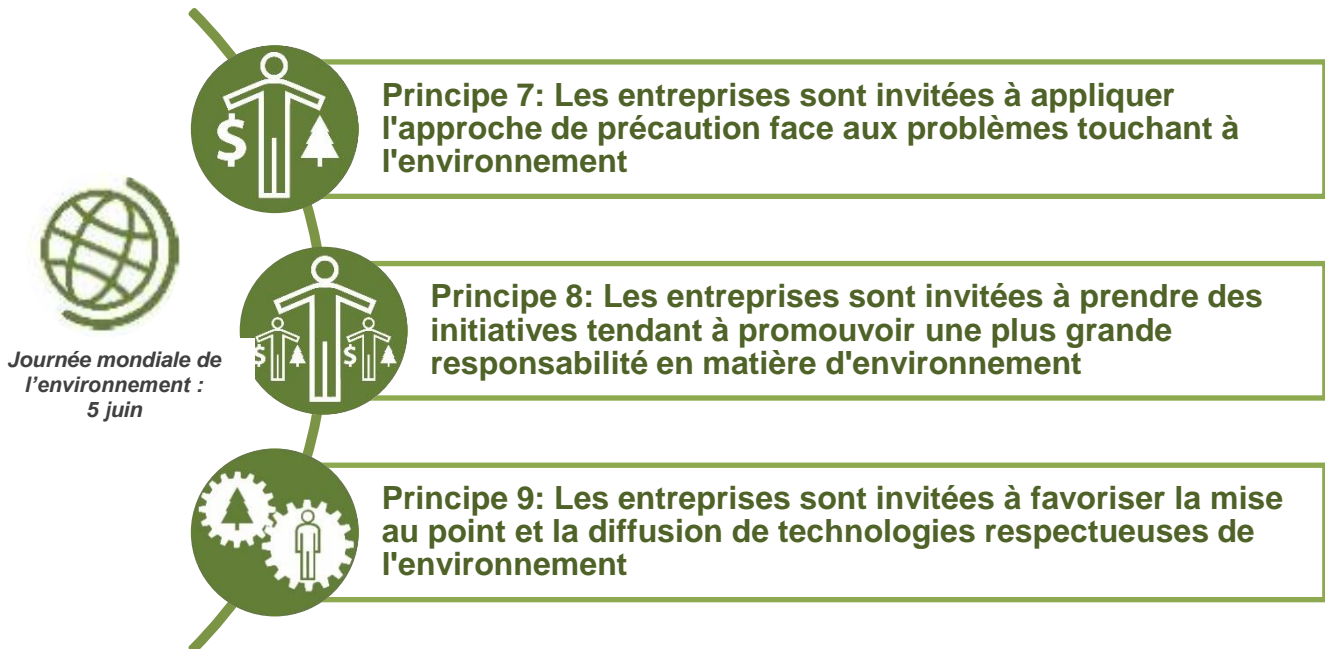 Principe 7: Les entreprises sont invitées à appliquer
l'approche de précaution face aux problèmes touchant à
l'environnement
Journée mondiale de
l’environnement :
5 juin
Principe 8: Les entreprises sont invitées à prendre des
initiatives tendant à promouvoir une plus grande
responsabilité en matière d'environnement
Principe 9: Les entreprises sont invitées à favoriser la mise
au point et la diffusion de technologies respectueuses de
l'environnement